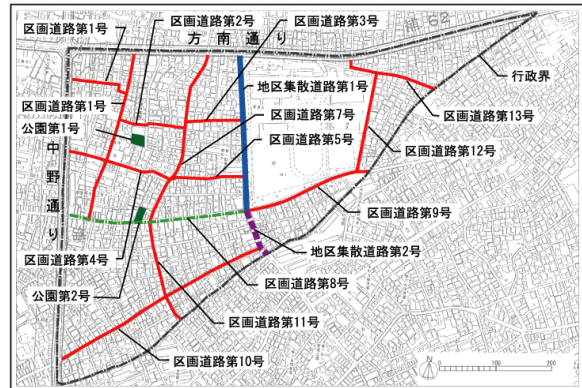 区画道路第1号
区画道路第2号
区画道路第3号
方南通り
補62
行政界
区画道路第1号
地区集散道路第1号
区画道路第7号
区画道路第13号
公園第1号
区画道路第5号
区画道路第12号
中野通り
区画道路第9号
地区集散道路第2号
区画道路第4号
区画道路第8号
公園第2号
区画道路第11号
区画道路第10号
N
0
100
200